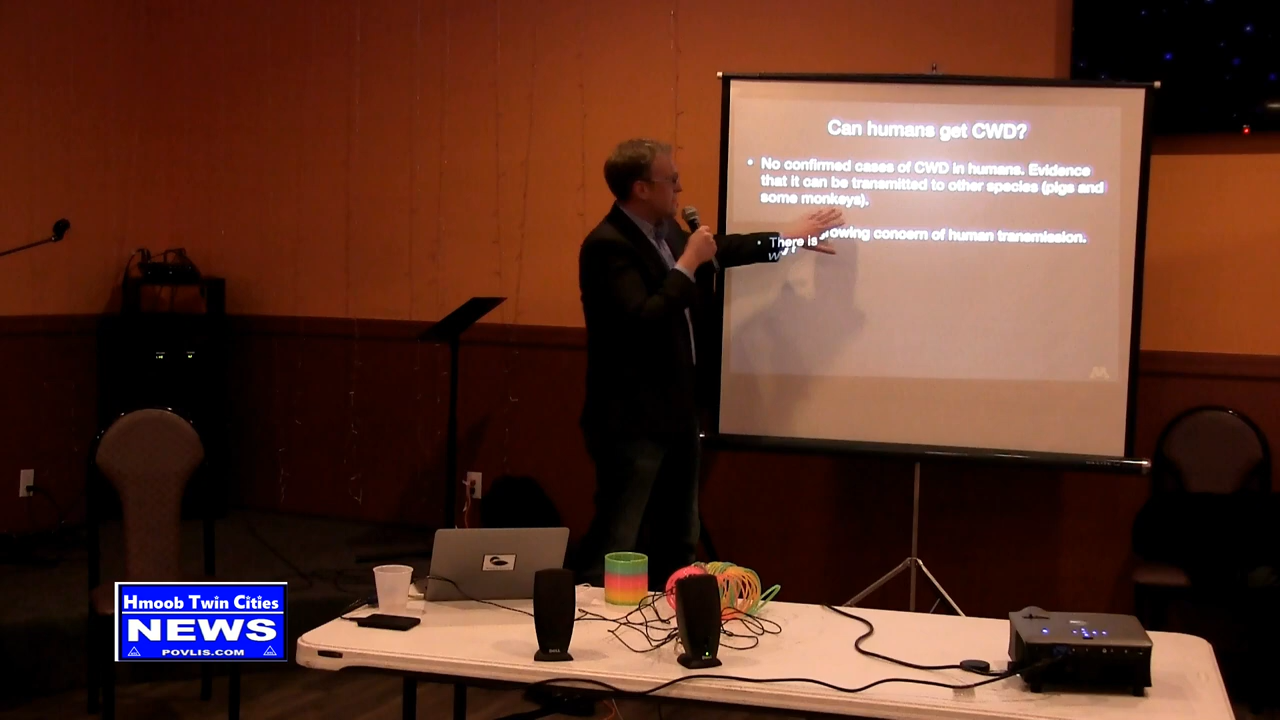 Can humans get CWD?
• No confirmed cases of CWD in humans. Evidence
that it can be transmitted to other species (pigs and
some monkeys).
• There is growing concern of human transmission.
Hmoob Twin Cities
NEWS
POVLIS.COM
DELL